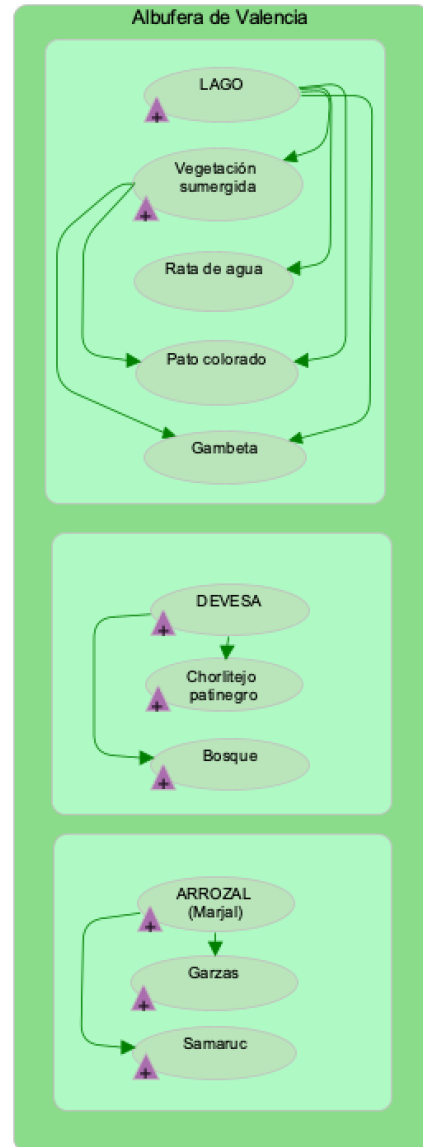 Albufera de Valencia
LAGO
+
Vegetación
sumergida
+
Rata de agua
Pato colorado
Gambeta
DEVESA
+
Chorlitejo
patinegro
+
Bosque
+
ARROZAL
(Marjal)
+
Garzas
+
Samaruc
+